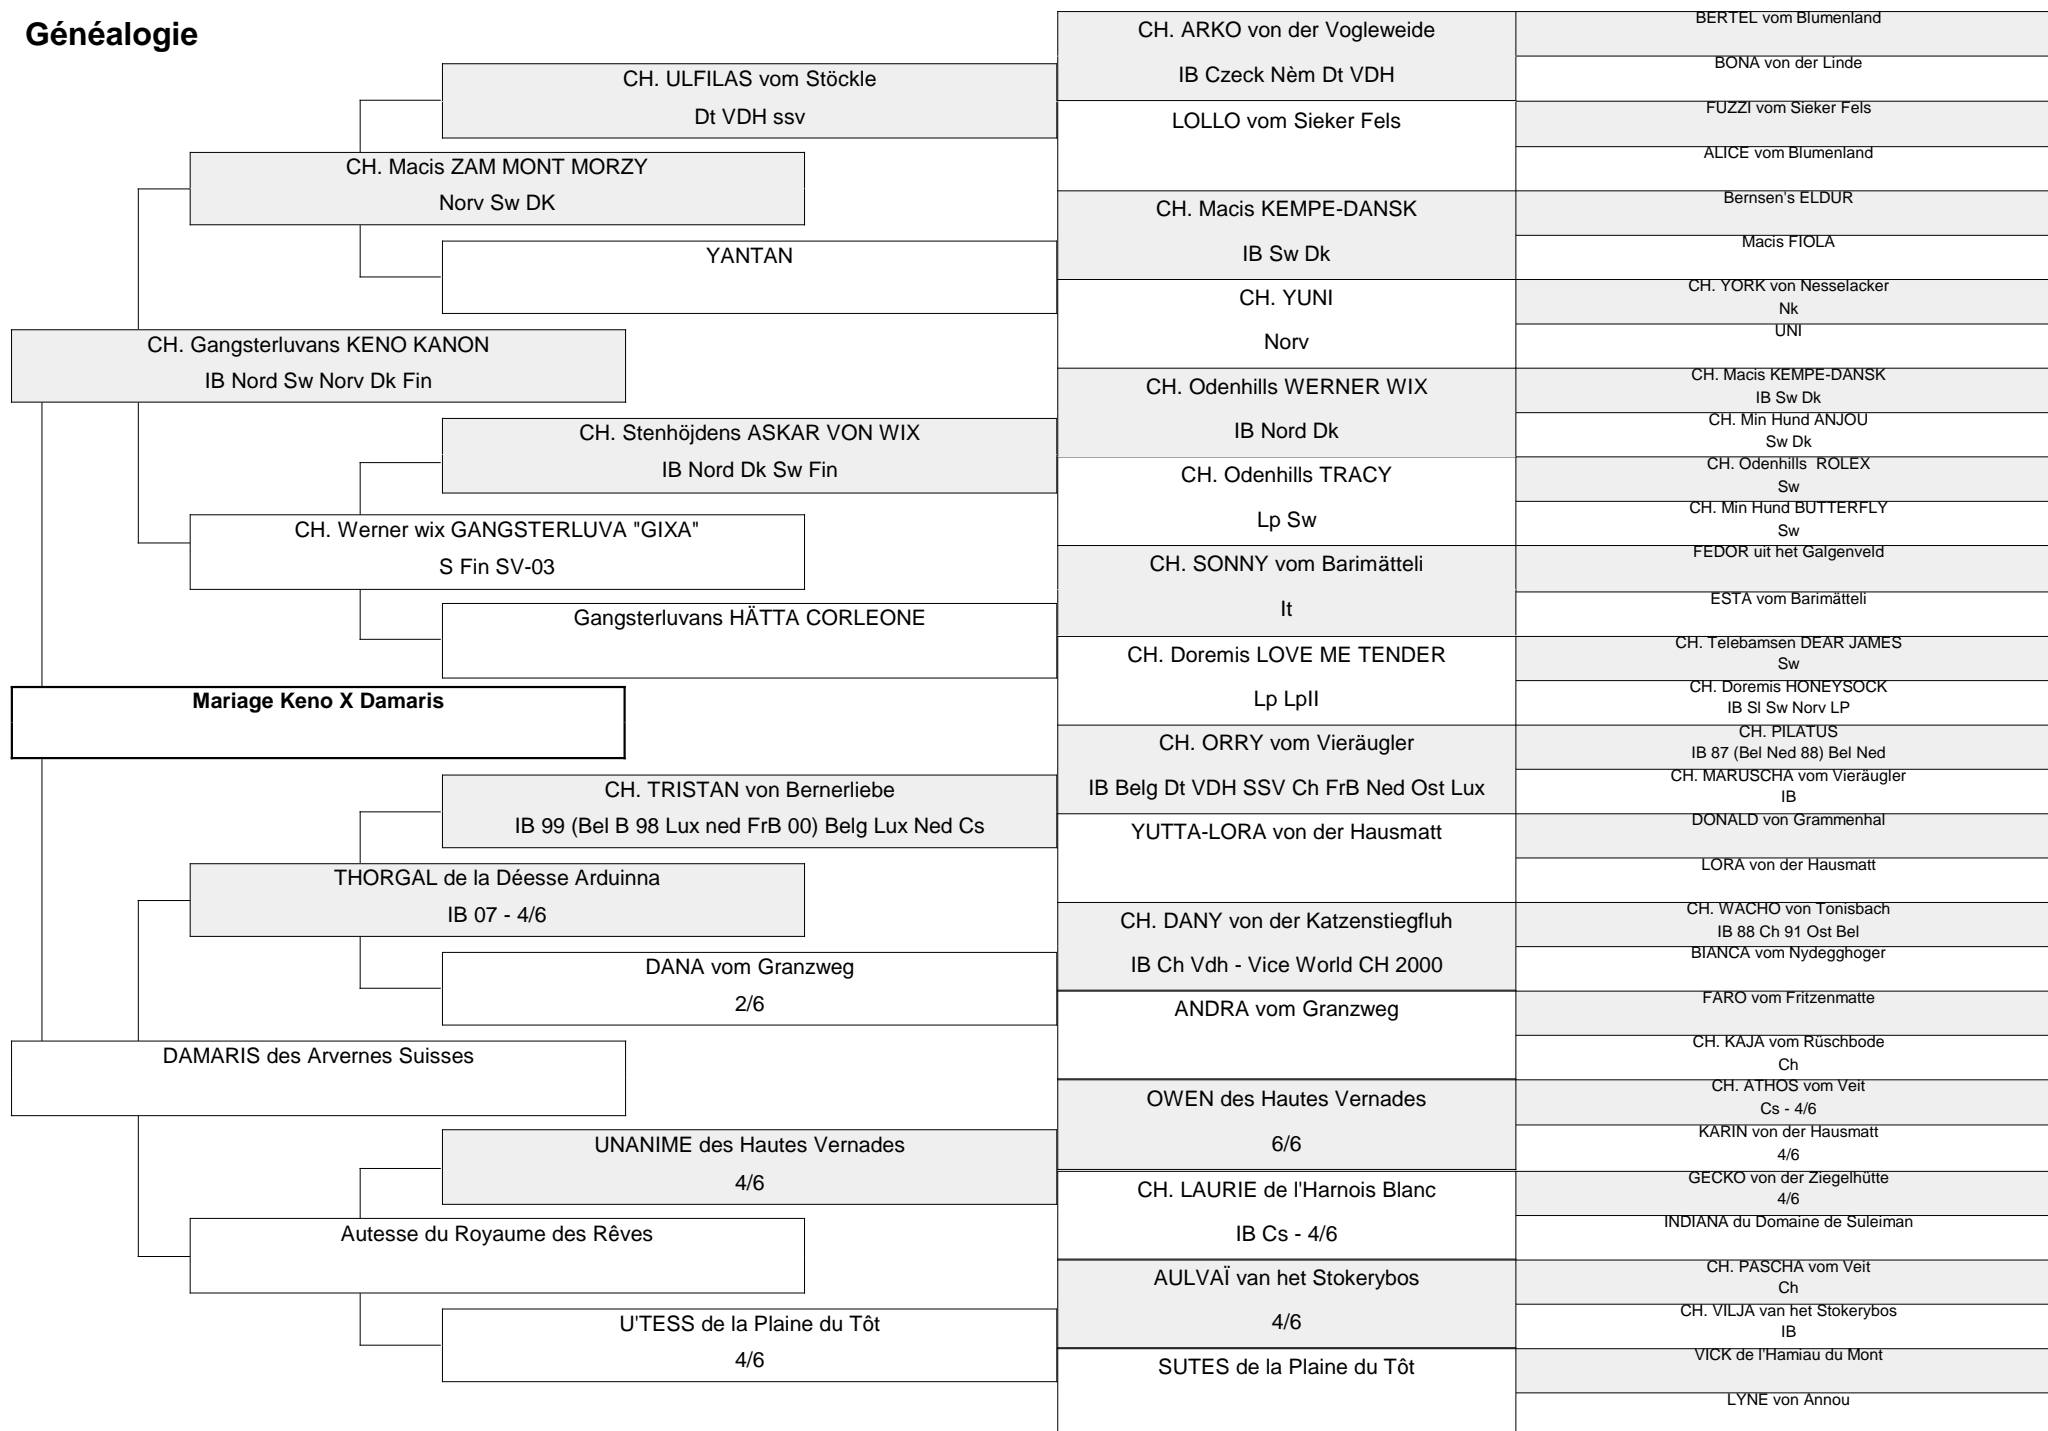 Généalogie
CH. Gangsterluvans KENO KANON
IB Nord Sw Norv Dk Fin
Mariage Keno X Damaris
DAMARIS des Arvernes Suisses
CH. Macis ZAM MONT MORZY
Norv Sw DK
CH. Werner wix GANGSTERLUVA "GIXA"
S Fin SV-03
THORGAL de la Déesse Arduinna
IB 07 - 4/6
Autesse du Royaume des Rêves
CH. ULFILAS vom Stöckle
Dt VDH ssv
YANTAN
CH. Stenhöjdens ASKAR VON WIX
IB Nord Dk Sw Fin
Gangsterluvans HÄTTA CORLEONE
CH. TRISTAN von Bernerliebe
IB 99 (Bel B 98 Lux ned FrB 00) Belg Lux Ned Cs
DANA vom Granzweg
2/6
UNANIME des Hautes Vernades
4/6
U'TESS de la Plaine du Tôt
4/6
CH. ARKO von der Vogleweide
IB Czeck Nèm Dt VDH
LOLLO vom Sieker Fels
CH. Macis KEMPE-DANSK
IB Sw Dk
CH. YUNI
Norv
CH. Odenhills WERNER WIX
IB Nord Dk
CH. Odenhills TRACY
Lp Sw
CH. SONNY vom Barimätteli
It
CH. Doremis LOVE ME TENDER
Lp LpII
CH. ORRY vom Vieräugler
IB Belg Dt VDH SSV Ch FrB Ned Ost Lux
YUTTA-LORA von der Hausmatt
CH. DANY von der Katzenstiegfluh
IB Ch Vdh - Vice World CH 2000
ANDRA vom Granzweg
OWEN des Hautes Vernades
6/6
CH. LAURIE de l'Harnois Blanc
IB Cs - 4/6
AULVAÏ van het Stokerybos
4/6
SUTES de la Plaine du Tôt
BERTEL vom Blumenland
BONA von der Linde
FUZZI vom Sieker Fels
ALICE vom Blumenland
Bernsen's ELDUR
Macis FIOLA
CH. YORK von Nesselacker
Nk
UNI
CH. Macis KEMPE-DANSK
IB Sw Dk
CH. Min Hund ANJOU
Sw Dk
CH. Odenhills  ROLEX
Sw
CH. Min Hund BUTTERFLY
Sw
FEDOR uit het Galgenveld
ESTA vom Barimätteli
CH. Telebamsen DEAR JAMES
Sw
CH. Doremis HONEYSOCK
IB Sl Sw Norv LP
CH. PILATUS
IB 87 (Bel Ned 88) Bel Ned
CH. MARUSCHA vom Vieräugler
IB
DONALD von Grammenhal
LORA von der Hausmatt
CH. WACHO von Tonisbach
IB 88 Ch 91 Ost Bel
BIANCA vom Nydegghoger
FARO vom Fritzenmatte
CH. KAJA vom Rüschbode
Ch
CH. ATHOS vom Veit
Cs - 4/6
KARIN von der Hausmatt
4/6
GECKO von der Ziegelhütte
4/6
INDIANA du Domaine de Suleiman
CH. PASCHA vom Veit
Ch
CH. VILJA van het Stokerybos
IB
VICK de l'Hamiau du Mont
LYNE von Annou